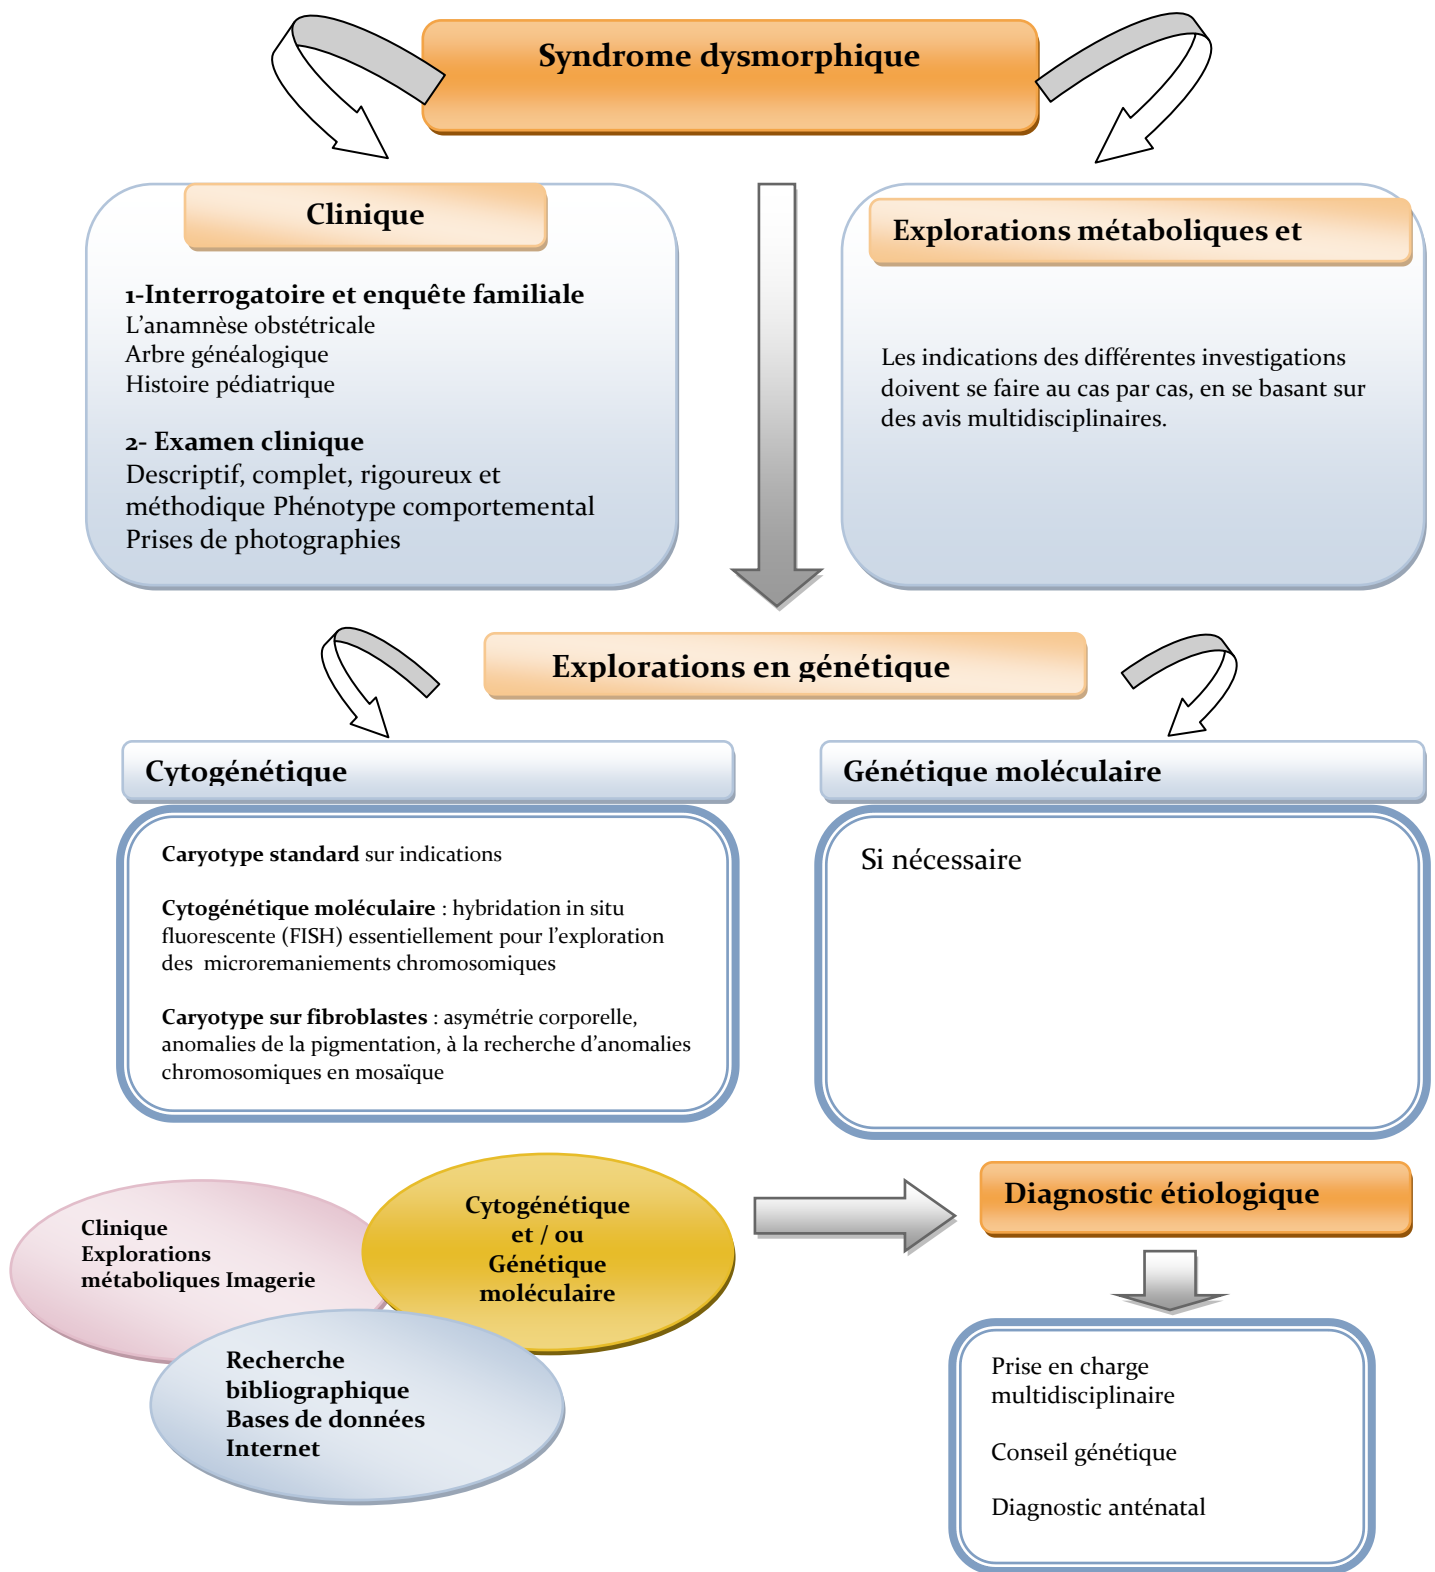 Syndrome dysmorphique
Clinique
1-Interrogatoire et enquête familiale
L’anamnèse obstétricale
Arbre généalogique
Histoire pédiatrique
2- Examen clinique
Descriptif, complet, rigoureux et
méthodique Phénotype comportemental
Prises de photographies
Explorations métaboliques et
Les indications des différentes investigations
doivent se faire au cas par cas, en se basant sur
des avis multidisciplinaires.
Explorations en génétique
Cytogénétique
Caryotype standard sur indications
Cytogénétique moléculaire : hybridation in situ
fluorescente (FISH) essentiellement pour l’exploration
des microremaniements chromosomiques
Caryotype sur fibroblastes : asymétrie corporelle,
anomalies de la pigmentation, à la recherche d’anomalies
chromosomiques en mosaïque
Génétique moléculaire
Si nécessaire
Clinique
Explorations
métaboliques Imagerie
Cytogénétique
et / ou
Génétique
moléculaire
Recherche
bibliographique
Bases de données
Internet
Diagnostic étiologique
Prise en charge
multidisciplinaire
Conseil génétique
Diagnostic anténatal